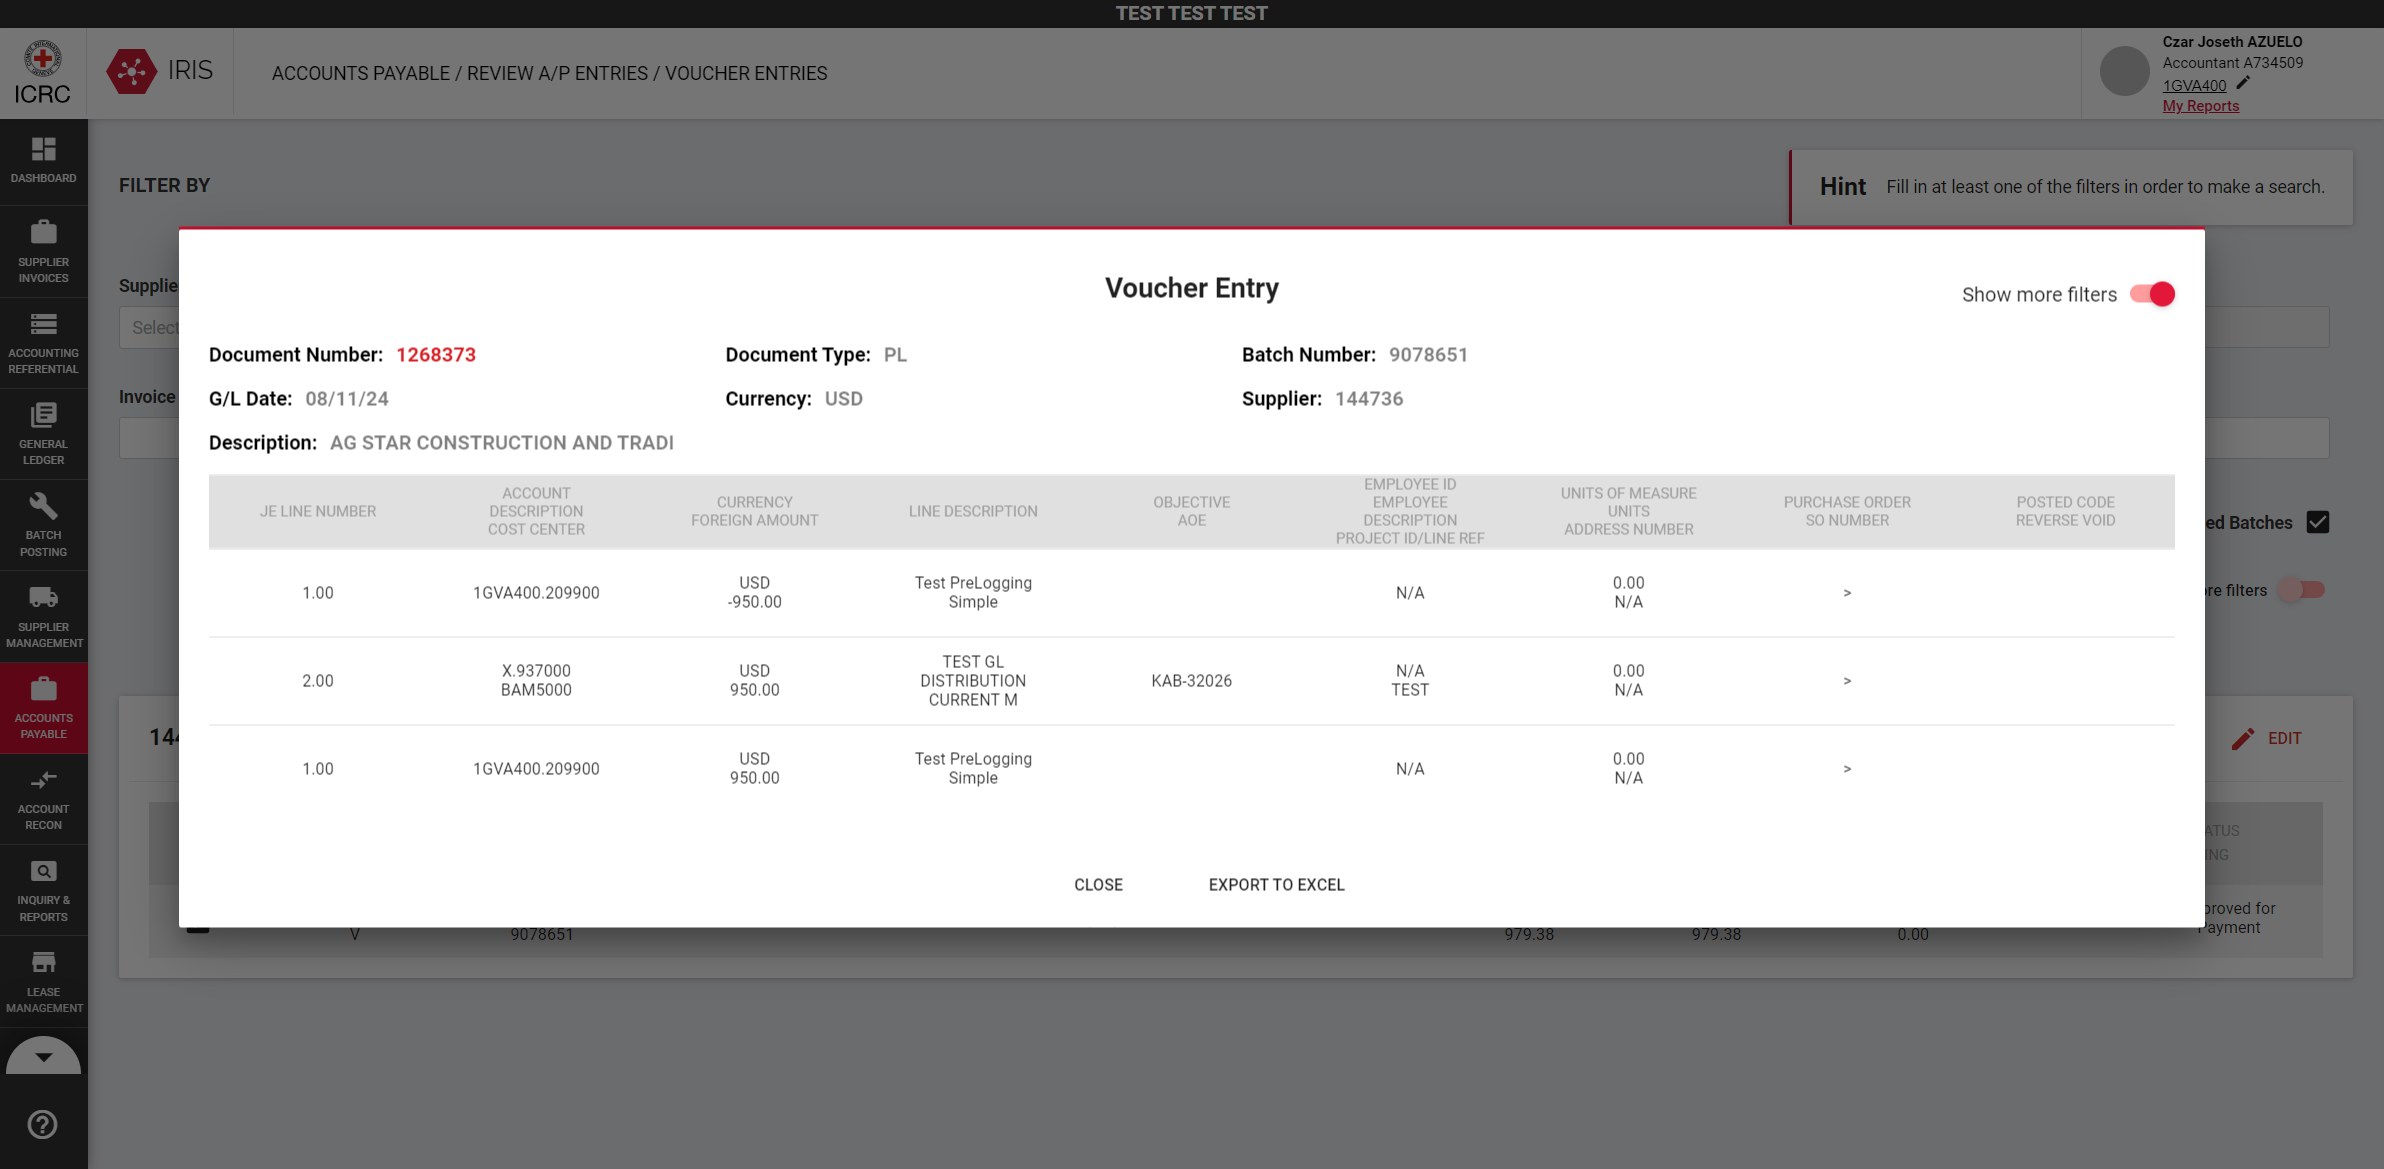 TEST TEST TEST
ICRC
IRIS
ACCOUNTS PAYABLE / REVIEW A/P ENTRIES / VOUCHER ENTRIES
Czar Joseth AZUELO
Accountant A734509
1GVA400
My Reports
DASHBOARD
SUPPLIER
INVOICES
ACCOUNTING
REFERENTIAL
GENERAL
LEDGER
BATCH
POSTING
SUPPLIER
MANAGEMENT
ACCOUNTS
PAYABLE
ACCOUNT
RECON
INQUIRY &
REPORTS
LEASE
MANAGEMENT
FILTER BY
Hint Fill in at least one of the filters in order to make a search.
Supplie
Select
Invoice
ed Batches
re filters
Voucher Entry
Show more filters
Document Number: 1268373
Document Type: PL
Batch Number: 9078651
G/L Date: 08/11/24
Currency: USD
Supplier: 144736
Description: AG STAR CONSTRUCTION AND TRADI
JE LINE NUMBER
ACCOUNT
DESCRIPTION
COST CENTER
CURRENCY
FOREIGN AMOUNT
LINE DESCRIPTION
OBJECTIVE
AOE
EMPLOYEE ID
EMPLOYEE
DESCRIPTION
PROJECT ID/LINE REF
UNITS OF MEASURE
UNITS
ADDRESS NUMBER
PURCHASE ORDER
SO NUMBER
POSTED CODE
REVERSE VOID
1.00
1GVA400.209900
USD
-950.00
Test PreLogging
Simple
N/A
0.00
N/A
>
2.00
X.937000
BAM5000
USD
950.00
TEST GL
DISTRIBUTION
CURRENT M
KAB-32026
N/A
TEST
0.00
N/A
>
1.00
1GVA400.209900
USD
950.00
Test PreLogging
Simple
N/A
0.00
N/A
>
CLOSE
EXPORT TO EXCEL
144
EDIT
ATUS
NG
V
9078651
979.38
979.38
0.00
proved for
Payment